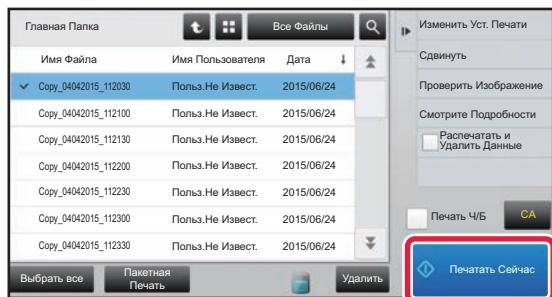 Главная Папка
Все Файлы
Имя Файла Имя Пользователя Дата
Copy_04042015_112030 Польз.Не Извест. 2015/06/24
Copy_04042015_112100 Польз.Не Извест. 2015/06/24
Copy_04042015_112130 Польз.Не Извест. 2015/06/24
Copy_04042015_112200 Польз.Не Извест. 2015/06/24
Copy_04042015_112230 Польз.Не Извест. 2015/06/24
Copy_04042015_112300 Польз.Не Извест. 2015/06/24
Copy_04042015_112330 Польз.Не Извест. 2015/06/24
Выбрать все
Пакетная
Печать
Удалить
Изменить Уст. Печати
Сдвинуть
Проверить Изображение
Смотрите Подробности
Распечатать и
Удалить Данные
Печать Ч/Б
CA
Печатать Сейчас